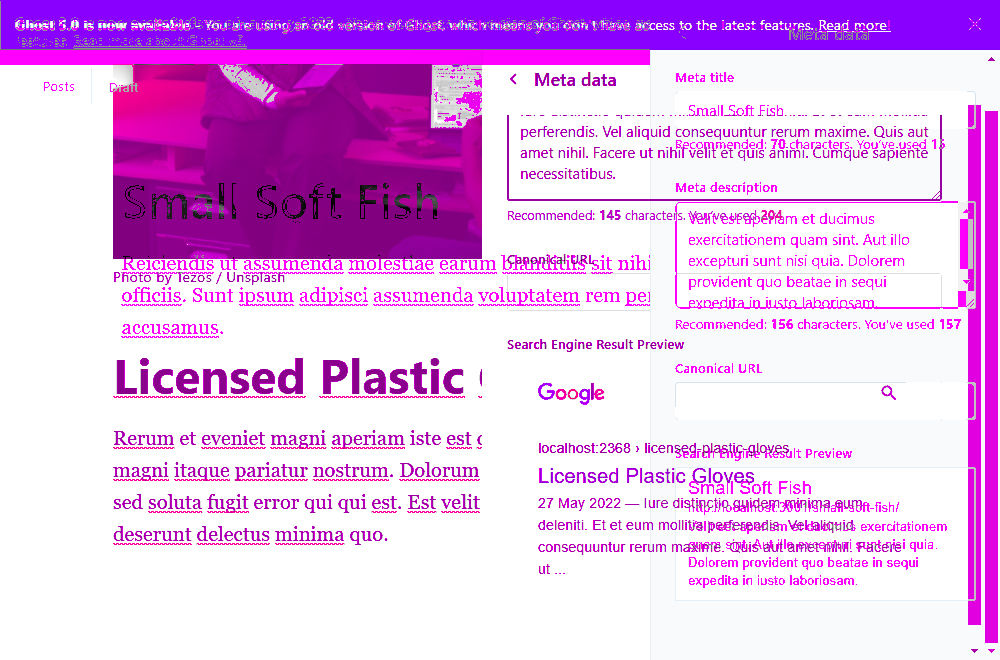 Ghost 5.0 is now available - You are using an old version of Ghost, which means you don't have access to the latest features. Read more!
features. Read more about Ghost
Meta data
Posts
Draft
Small Soft Fish
Photo by Tezos / Unsplash
Reiciendis ut assumenda molestiae earum blanditiis sit nihi
officiis. Sunt ipsum adipisci assumenda voluptatem rem per
accusamus.
Licensed Plastic
Rerum et eveniet magni aperiam iste est
magni itaque pariatur nostrum. Dolorum
sed soluta fugit error qui qui est. Est velit
deserunt delectus minima quo.
Meta data
perferendis. Vel aliquid consequuntur rerum maxime. Quis aut
amet nihil. Facere ut nihil velit et quis animi. Cumque sapiente
necessitatibus.
Recommended: 145 characters. You've used 204
Canonical URL
Search Engine Result Preview
Google
localhost:2368 › licensed-plastic-gloves
Licensed Plastic Gloves
27 May 2022 — Iure distinctio quidem minima eum
deleniti. Et et eum mollitia perferendis. Vel aliquid
consequuntur rerum maxime. Quis aut amet nihil. Facere
ut ...
Meta title
Small Soft Fish
Recommended: 70 characters. You've used 15
Meta description
Velit est aperiam et ducimus
exercitationem quam sint. Aut illo
excepturi sunt nisi quia. Dolorem
provident quo beatae in sequi
expedita in iusto laboriosam.
Recommended: 156 characters. You've used 157
Canonical URL
Search Engine Result Preview
Small Soft Fish
http://localhost:3001/small-soft-fish/
Velit est aperiam et ducimus exercitationem
quam sint. Aut illo excepturi sunt nisi quia.
Dolorem provident quo beatae in sequi
expedita in iusto laboriosam.